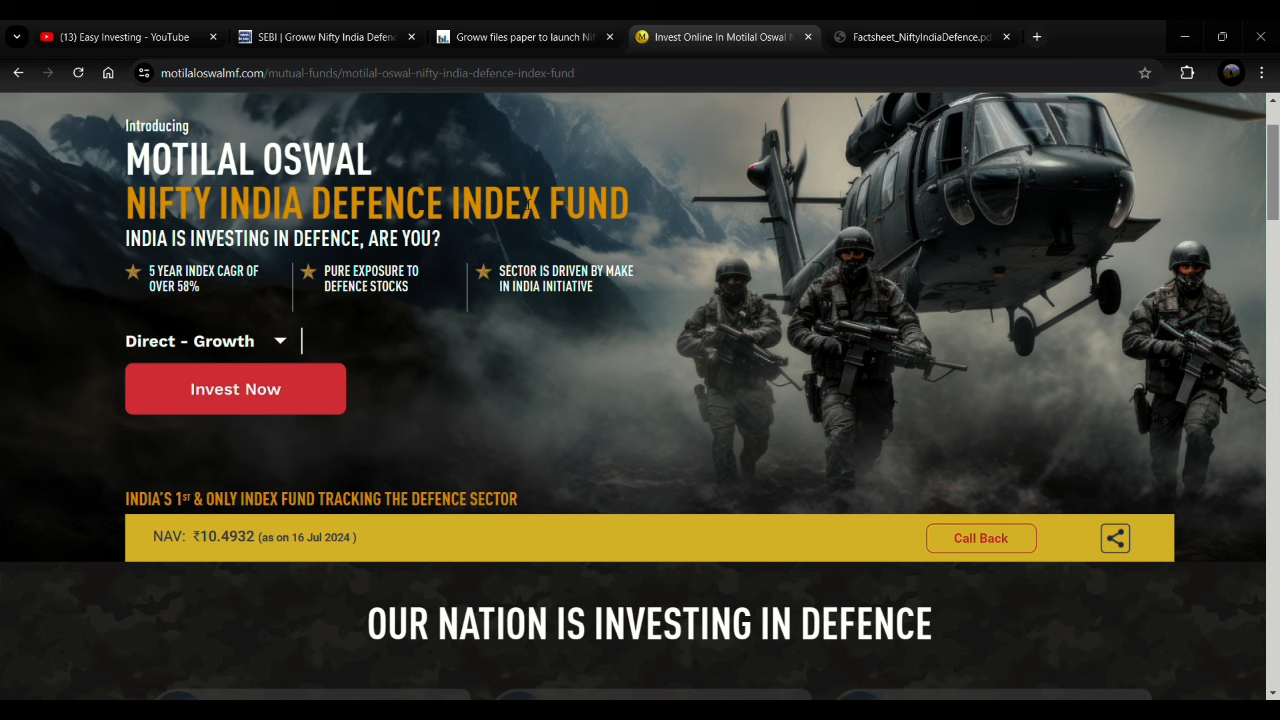 (13) Easy Investing - YouTube
SEBI | Groww Nifty India Defenc
Groww files paper to launch Nif
Invest Online In Motilal Oswal N
Factsheet_NiftyIndiaDefence.pd
motilaloswalmf.com/mutual-funds/motilal-oswal-nifty-india-defence-index-fund
Introducing
MOTILAL OSWAL
NIFTY INDIA DEFENCE INDEX FUND
INDIA IS INVESTING IN DEFENCE, ARE YOU?
5 YEAR INDEX CAGR OF
OVER 58%
PURE EXPOSURE TO
DEFENCE STOCKS
SECTOR IS DRIVEN BY MAKE
IN INDIA INITIATIVE
Direct - Growth
Invest Now
INDIA'S 1ST & ONLY INDEX FUND TRACKING THE DEFENCE SECTOR
NAV: ₹10.4932 (as on 16 Jul 2024 )
Call Back
OUR NATION IS INVESTING IN DEFENCE